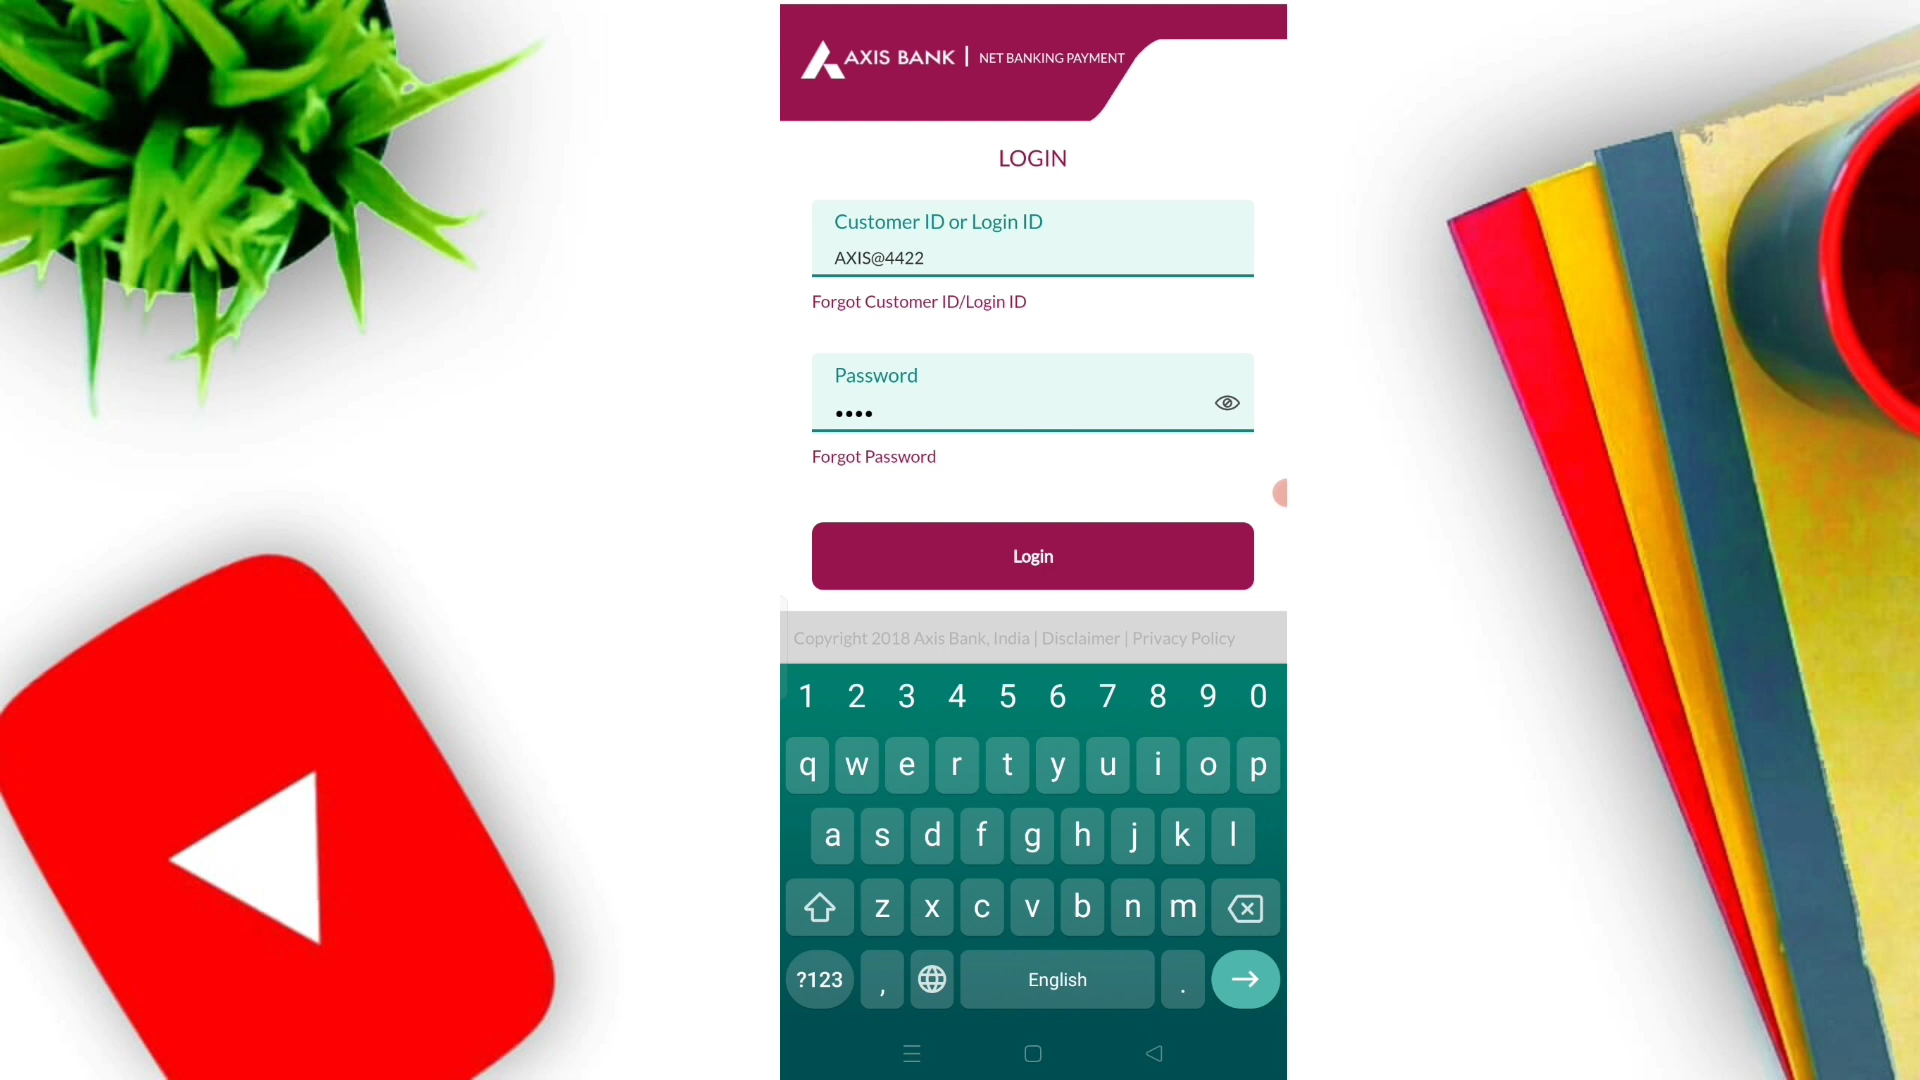 AXIS BANK | NET BANKING PAYMENT
LOGIN
Customer ID or Login ID
AXIS@4422
Forgot Customer ID/Login ID
Password
••••
Forgot Password
Login
Copyright 2018 Axis Bank, India | Disclaimer | Privacy Policy
1 2 3 4 5 6 7 8 9 0
q w e r t y u i o p
a s d f g h j k l
z x c v b n m
?123 , English .